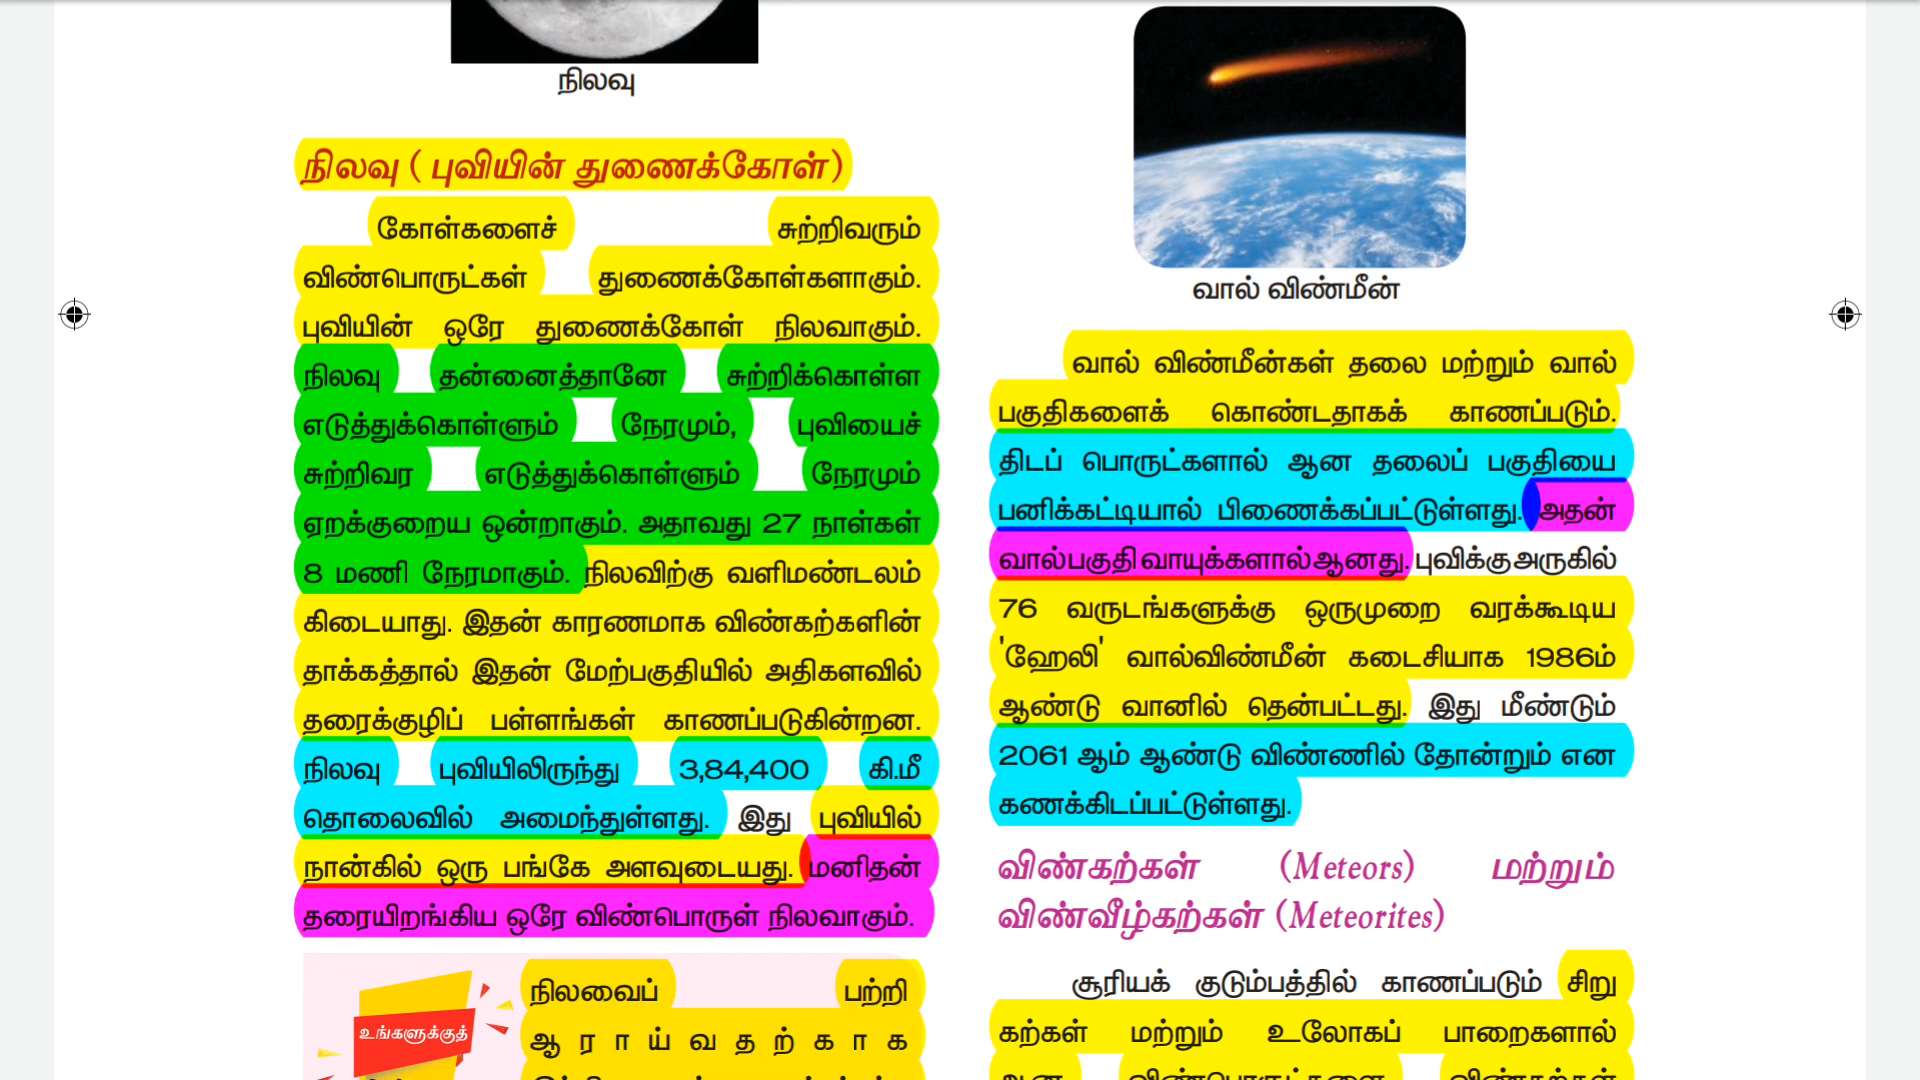 நிலவு
நிலவு ( புவியின் துணைக்கோள்)
கோள்களைச் சுற்றிவரும்
விண்பொருட்கள் துணைக்கோள்களாகும்.
புவியின் ஒரே துணைக்கோள் நிலவாகும்.
நிலவு தன்னைத்தானே சுற்றிக்கொள்ள
எடுத்துக்கொள்ளும் நேரமும், புவியைச்
சுற்றிவர எடுத்துக்கொள்ளும் நேரமும்
ஏறக்குறைய ஒன்றாகும். அதாவது 27 நாள்கள்
8 மணி நேரமாகும். நிலவிற்கு வளிமண்டலம்
கிடையாது. இதன் காரணமாக விண்கற்களின்
தாக்கத்தால் இதன் மேற்பகுதியில் அதிகளவில்
தரைக்குழிப் பள்ளங்கள் காணப்படுகின்றன.
நிலவு புவியிலிருந்து 3,84,400 கி.மீ
தொலைவில் அமைந்துள்ளது. இது புவியில்
நான்கில் ஒரு பங்கே அளவுடையது. மனிதன்
தரையிறங்கிய ஒரே விண்பொருள் நிலவாகும்.
உங்களுக்குத்
நிலவைப் பற்றி
ஆ ரா ய் வ த ற் கா க
வால் விண்மீன்
வால் விண்மீன்கள் தலை மற்றும் வால்
பகுதிகளைக் கொண்டதாகக் காணப்படும்.
திடப் பொருட்களால் ஆன தலைப் பகுதியை
பனிக்கட்டியால் பிணைக்கப்பட்டுள்ளது. அதன்
வால்பகுதி வாயுக்களால்ஆனது. புவிக்குஅருகில்
76 வருடங்களுக்கு ஒருமுறை வரக்கூடிய
'ஹேலி' வால்விண்மீன் கடைசியாக 1986ம்
ஆண்டு வானில் தென்பட்டது. இது மீண்டும்
2061 ஆம் ஆண்டு விண்ணில் தோன்றும் என
கணக்கிடப்பட்டுள்ளது.
விண்கற்கள் (Meteors) மற்றும்
விண்வீழ்கற்கள் (Meteorites)
சூரியக் குடும்பத்தில் காணப்படும் சிறு
கற்கள் மற்றும் உலோகப் பாறைகளால்
ஆன விண்பொருட்களை விண்கற்கள்